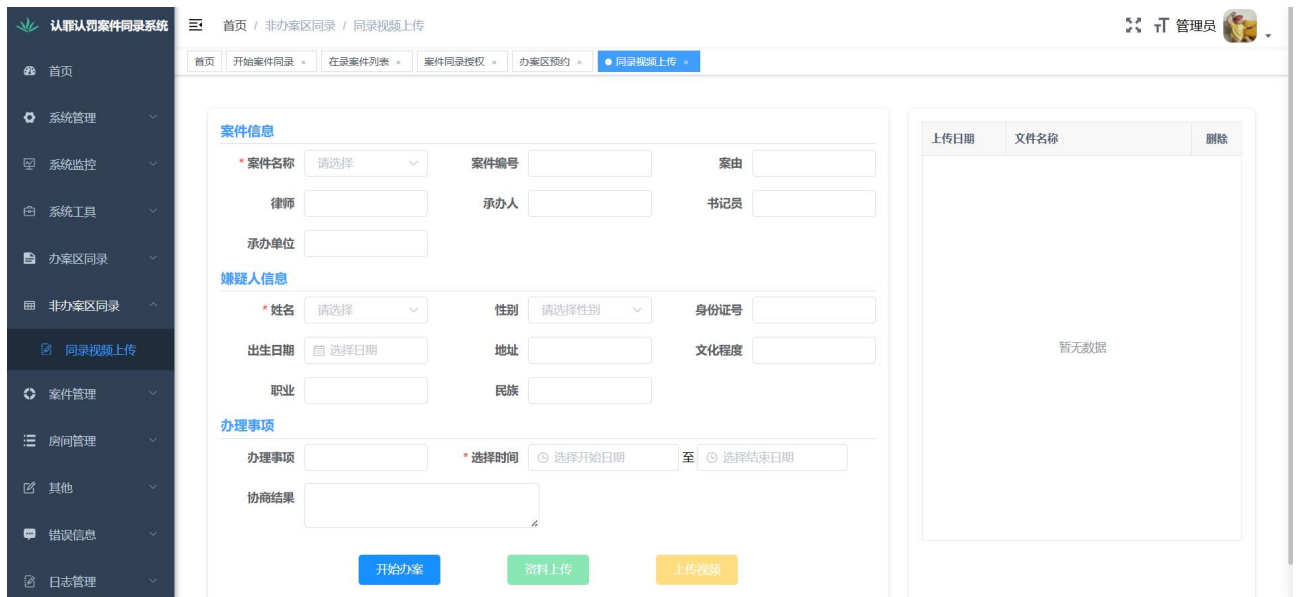 认罪认罚案件同录系统
首页 / 非办案区同录 / 同录视频上传
管理员
首页 开始案件同录 × 在录案件列表 × 案件同录授权 × 办案区预约 × 同录视频上传 ×
首页
系统管理
系统监控
系统工具
办案区同录
非办案区同录
同录视频上传
案件管理
房间管理
其他
错误信息
日志管理
案件信息
* 案件名称 请选择 案件编号 案由
律师 承办人 书记员
承办单位
嫌疑人信息
* 姓名 请选择 性别 请选择性别 身份证号
出生日期 选择日期 地址 文化程度
职业 民族
办理事项
办理事项 * 选择时间 选择开始日期 至 选择结束日期
协商结果
开始办案 资料上传 上传视频
上传日期 文件名称 删除
暂无数据